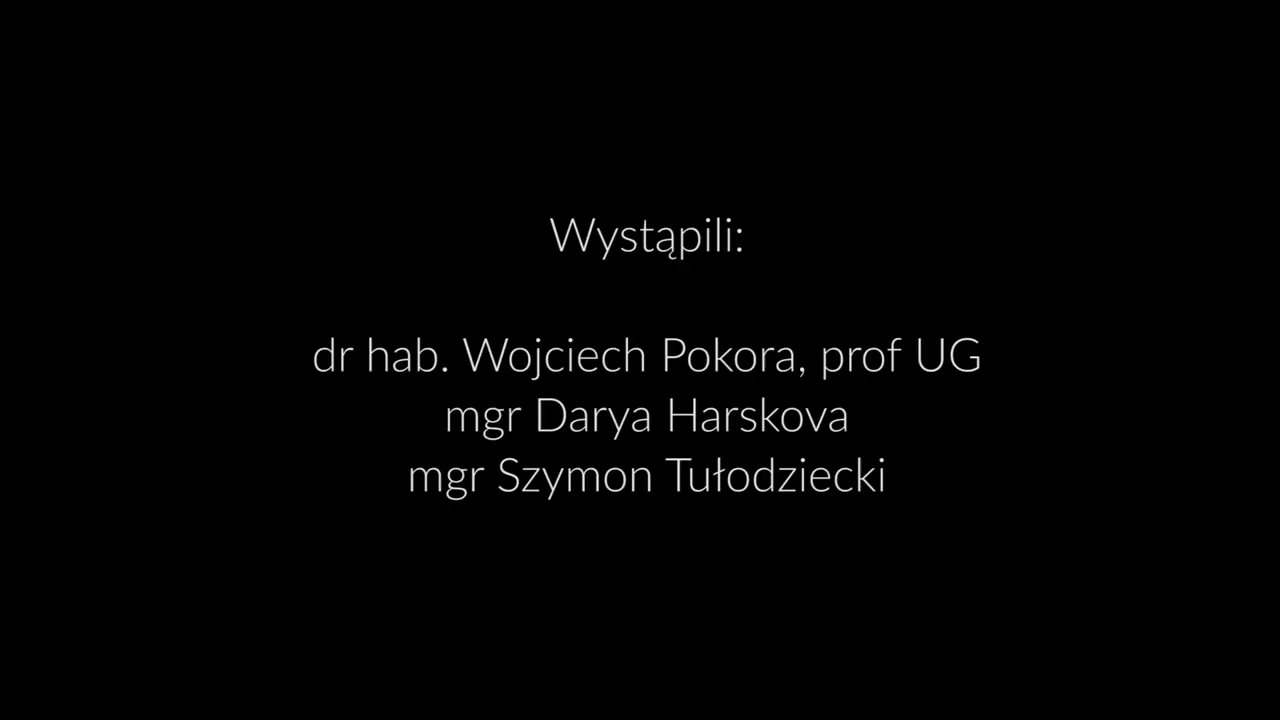 Wystąpili:
dr hab. Wojciech Pokora, prof UG
mgr Darya Harskova
mgr Szymon Tułodziecki